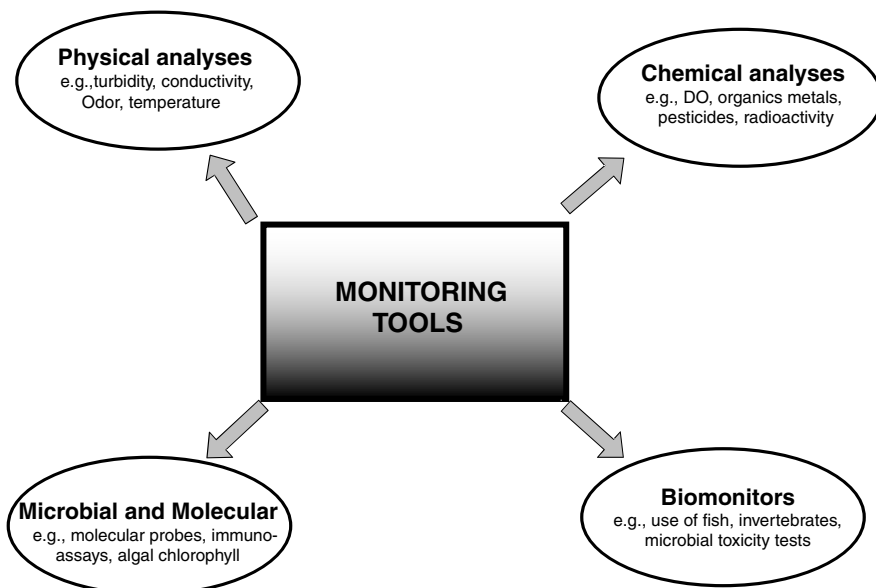 Physical analyses
e.g.,turbidity, conductivity,
Odor, temperature
Chemical analyses
e.g., DO, organics metals,
pesticides, radioactivity
MONITORING
TOOLS
Microbial and Molecular
e.g., molecular probes, immuno-
assays, algal chlorophyll
Biomonitors
e.g., use of fish, invertebrates,
microbial toxicity tests